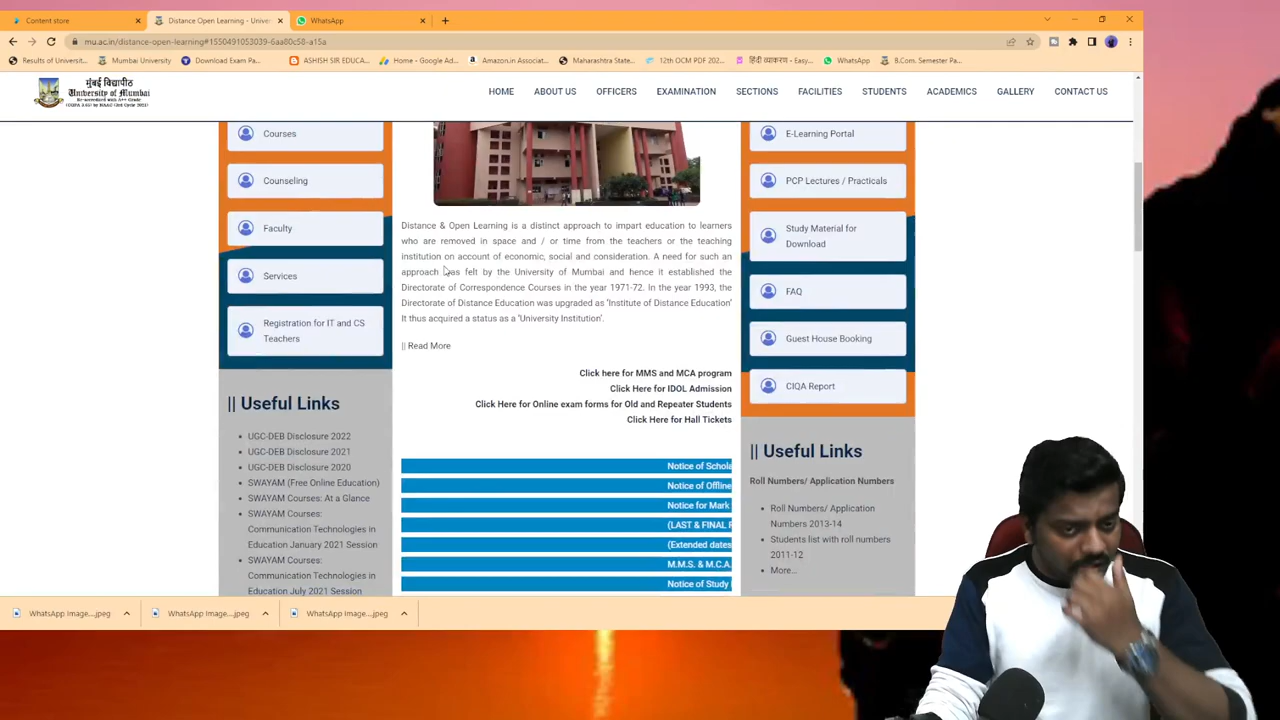 Content store
Distance Open Learning - Unive
WhatsApp
mu.ac.in/distance-open-learning#1550491053039-6aa80c58-a15a
Results of Universit...
Mumbai University
Download Exam Pa...
ASHISH SIR EDUCA...
Home - Google Ad...
Amazon.in Associat...
Maharashtra State...
12th OCM PDF 202...
हिंदी व्याकरण - Easy...
WhatsApp
B.Com. Semester Pa...
मुंबई विद्यापीठ
University of Mumbai
HOME
ABOUT US
OFFICERS
EXAMINATION
SECTIONS
FACILITIES
STUDENTS
ACADEMICS
GALLERY
CONTACT US
Courses
Counseling
Faculty
Services
Registration for IT and CS
Teachers
|| Useful Links
UGC-DEB Disclosure 2022
UGC-DEB Disclosure 2021
UGC-DEB Disclosure 2020
SWAYAM (Free Online Education)
SWAYAM Courses: At a Glance
SWAYAM Courses:
Communication Technologies in
Education January 2021 Session
SWAYAM Courses:
Communication Technologies in
Education July 2021 Session
Distance & Open Learning is a distinct approach to impart education to learners
who are removed in space and / or time from the teachers or the teaching
institution on account of economic, social and consideration. A need for such an
approach was felt by the University of Mumbai and hence it established the
Directorate of Correspondence Courses in the year 1971-72. In the year 1993, the
Directorate of Distance Education was upgraded as 'Institute of Distance Education'
It thus acquired a status as a 'University Institution'.
|| Read More
Click here for MMS and MCA program
Click Here for IDOL Admission
Click Here for Online exam forms for Old and Repeater Students
Click Here for Hall Tickets
Notice of Schola
Notice of Offline
Notice for Mark
(LAST & FINAL
(Extended dates
M.M.S. & M.C.A.
Notice of Study
E-Learning Portal
PCP Lectures / Practicals
Study Material for
Download
FAQ
Guest House Booking
CIQA Report
|| Useful Links
Roll Numbers/ Application Numbers
Roll Numbers/ Application
Numbers 2013-14
Students list with roll numbers
2011-12
More...
WhatsApp Image....jpeg
WhatsApp Image....jpeg
WhatsApp Image....jpeg